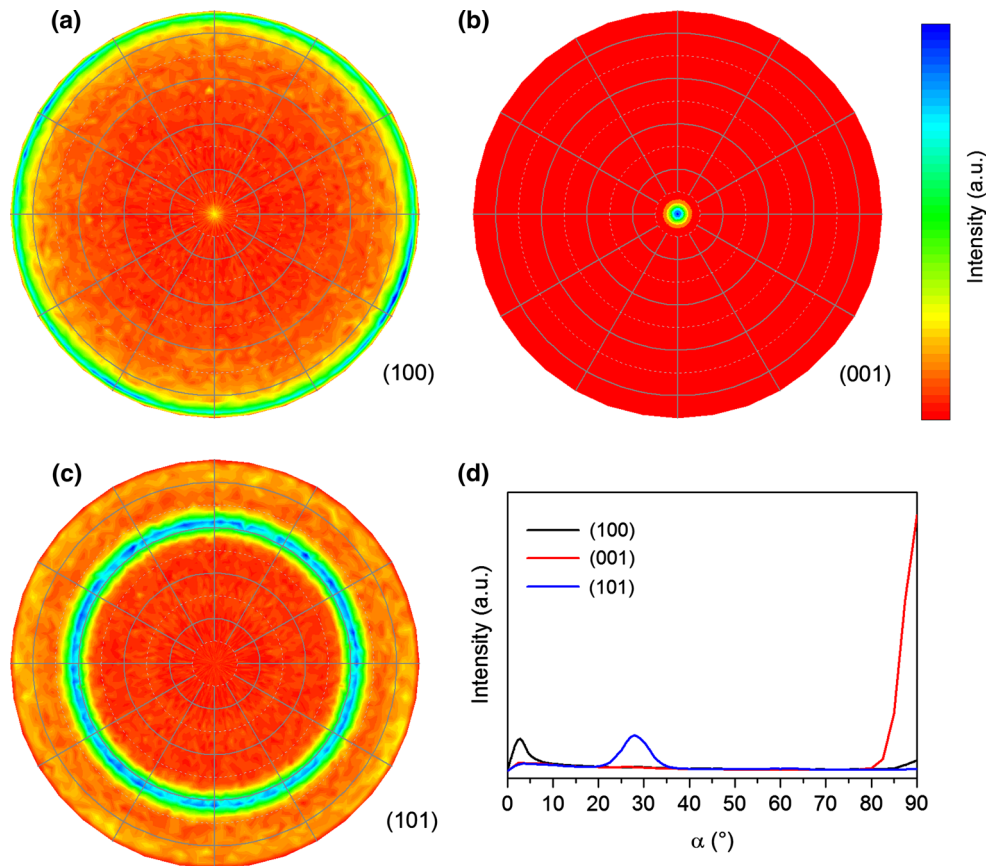 (a)
(b)
(100)
(001)
Intensity (a.u.)
(c)
(101)
(d)
(100)
(001)
(101)
Intensity (a.u.)
0 10 20 30 40 50 60 70 80 90
α (°)